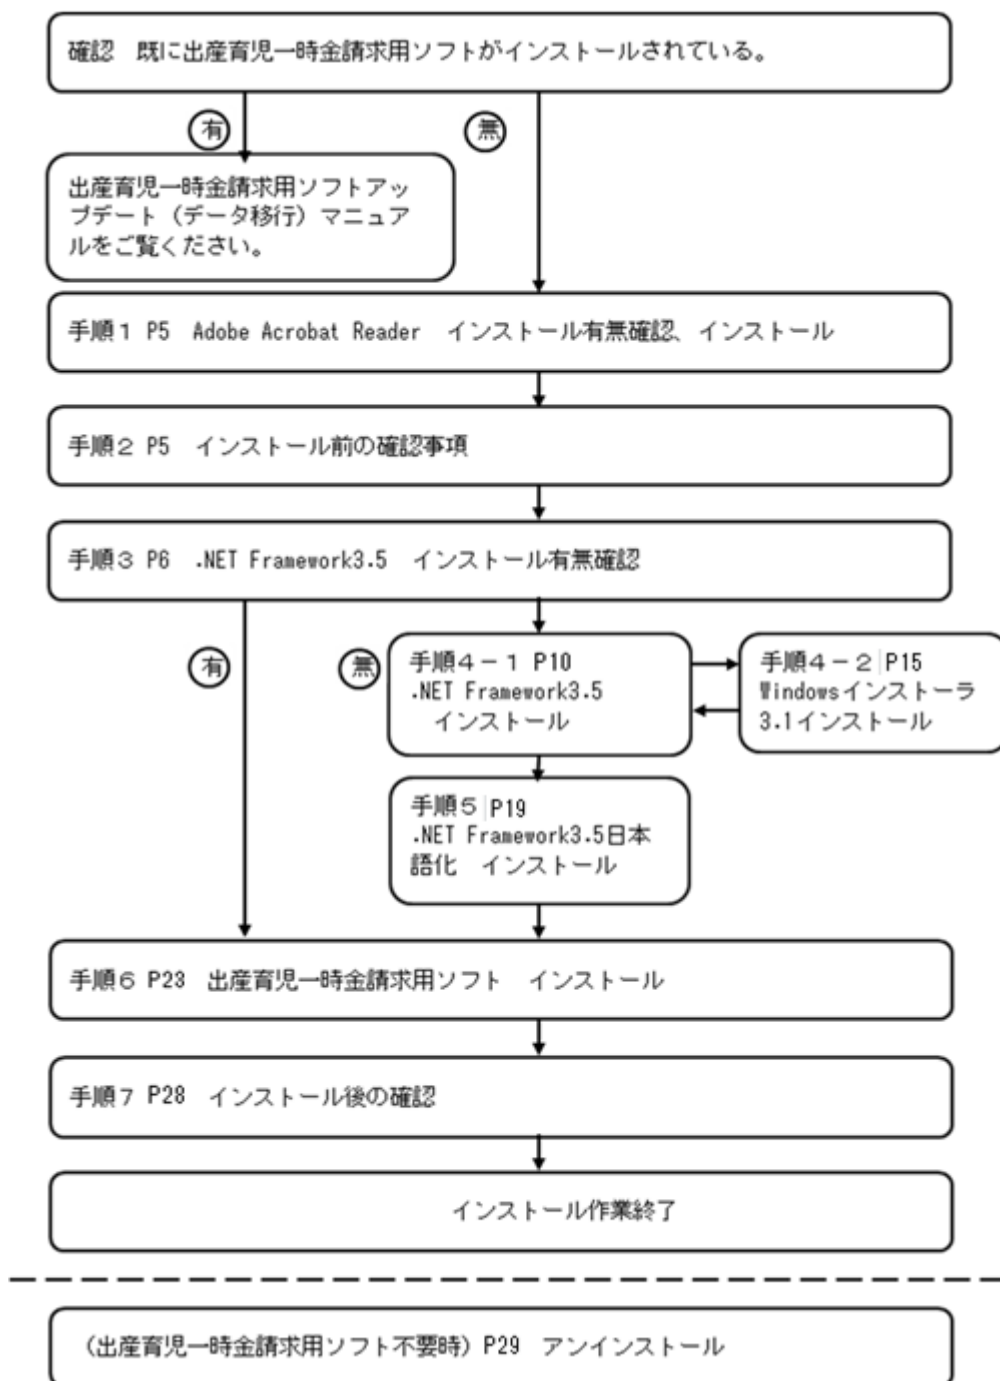 確認　既に出産育児一時金請求用ソフトがインストールされている。
有
無
出産育児一時金請求用ソフトアッ
プデート（データ移行）マニュア
ルをご覧ください。
手順１ P5　Adobe Acrobat Reader　インストール有無確認、インストール
手順２ P5　インストール前の確認事項
手順３ P6　.NET Framework3.5　インストール有無確認
有
無
手順４－１ P10
.NET Framework3.5
インストール
手順４－２ P15
Windowsインストーラ
3.1インストール
手順５ P19
.NET Framework3.5日本
語化　インストール
手順６ P23　出産育児一時金請求用ソフト　インストール
手順７ P28　インストール後の確認
インストール作業終了
（出産育児一時金請求用ソフト不要時）P29　アンインストール